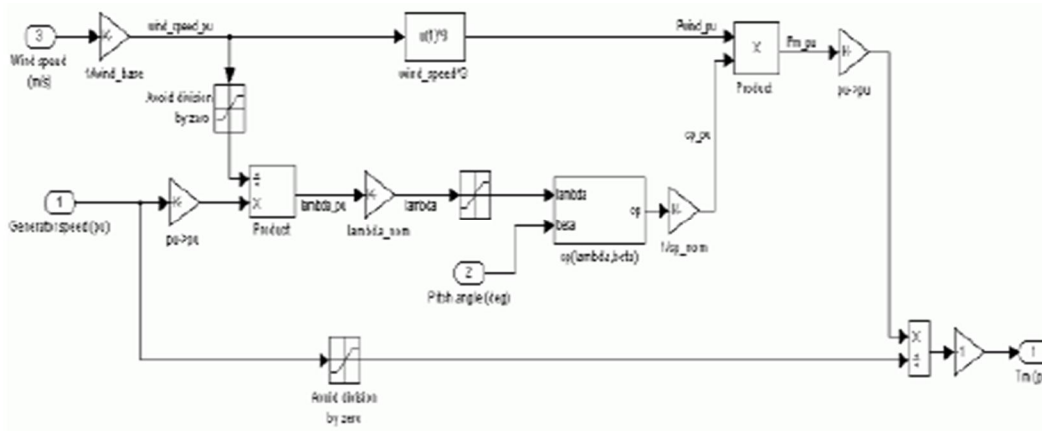 3
Wind speed
(m/s)
K-
1/wind_base
wind_speed_pu
u(1)^3
wind_speed^3
Pwind_pu
X
Product
Pm_pu
K-
pu->pu
Avoid division
by zero
cp_pu
1
Generator speed (pu)
K-
pu->pu
÷
X
Product
lambda_pu
K-
lambda_nom
lambda
lambda
beta
cp
cp(lambda,beta)
K-
1/cp_nom
2
Pitch angle (deg)
Avoid division
by zero
X
÷
1
Tm (p